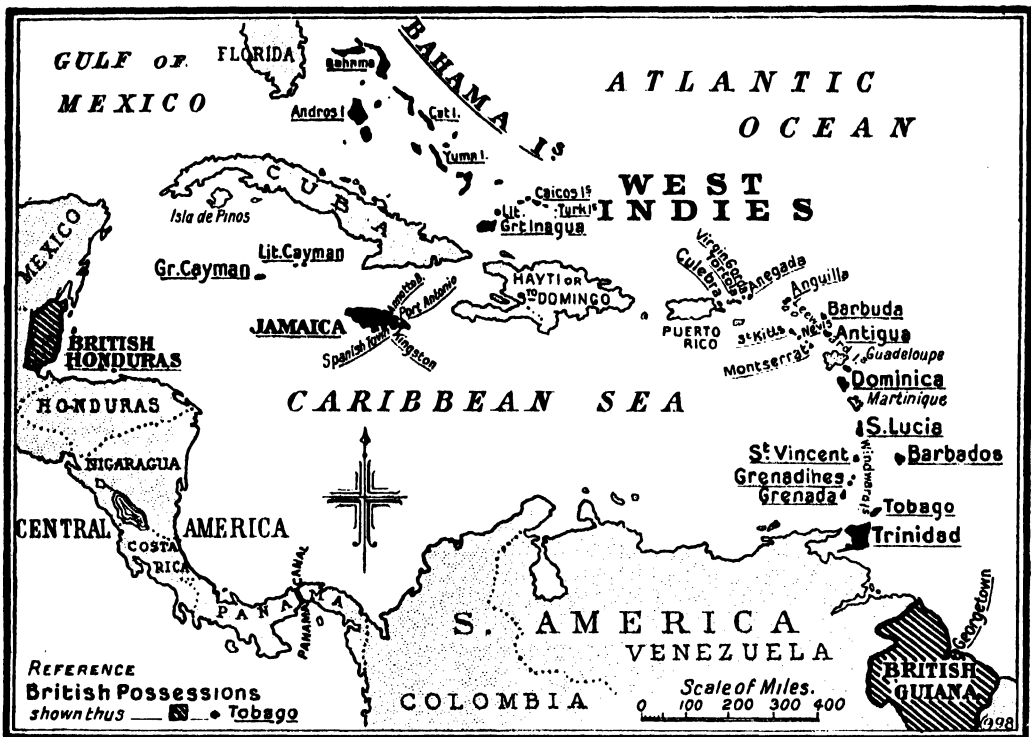 GULF OF
MEXICO
FLORIDA
Bahama
BAHAMA Is
ATLANTIC
OCEAN
Andros I
Cat I.
Yuma I.
CUBA
Isla de Pinos
Caicos Is
Turk Is
Lit.
Grt Inagua
WEST
INDIES
MEXICO
Lit. Cayman
Gr. Cayman
HAYTI OR
STO DOMINGO
Virgin Gorda
Tortola
Culebra
Anegada
Anguilla
PUERTO
RICO
St Kitts
Nevis
Montserrat
Barbuda
Antigua
Guadeloupe
Dominica
Martinique
JAMAICA
Port Antonio
Spanish Town
Kingston
BRITISH
HONDURAS
HONDURAS
CARIBBEAN SEA
S. Lucia
St. Vincent
Barbados
Grenadines
Grenada
Windwards
Tobago
Trinidad
NICARAGUA
CENTRAL AMERICA
COSTA
RICA
PANAMA
PANAMA CANAL
S. AMERICA
VENEZUELA
COLOMBIA
Georgetown
BRITISH
GUIANA
REFERENCE
British Possessions
shown thus
Tobago
Scale of Miles.
0 100 200 300 400
998